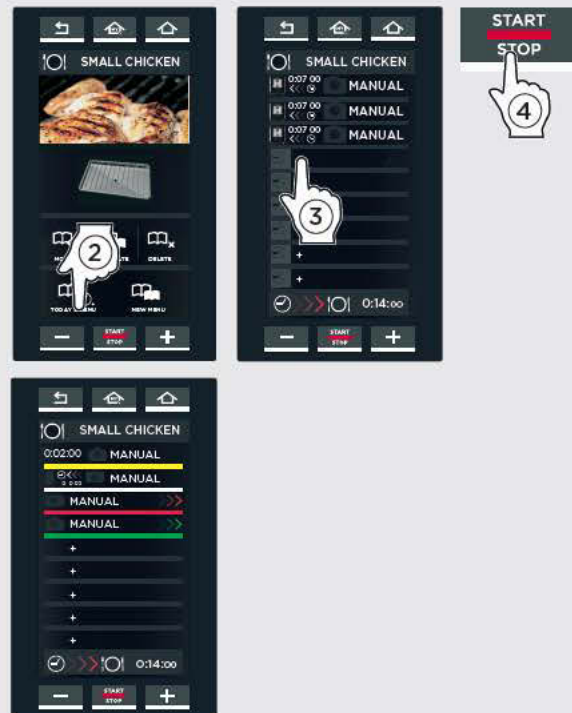 SMALL CHICKEN
2
DELETE
NEW MENU
START
STOP
SMALL CHICKEN
H 0:07 00 MANUAL
H 0:07 00 MANUAL
H 0:07 00 MANUAL
3
+
+
0:14:00
START
STOP
START
STOP
4
SMALL CHICKEN
0:02:00 MANUAL
MANUAL
MANUAL
MANUAL
+
+
+
+
0:14:00
START
STOP